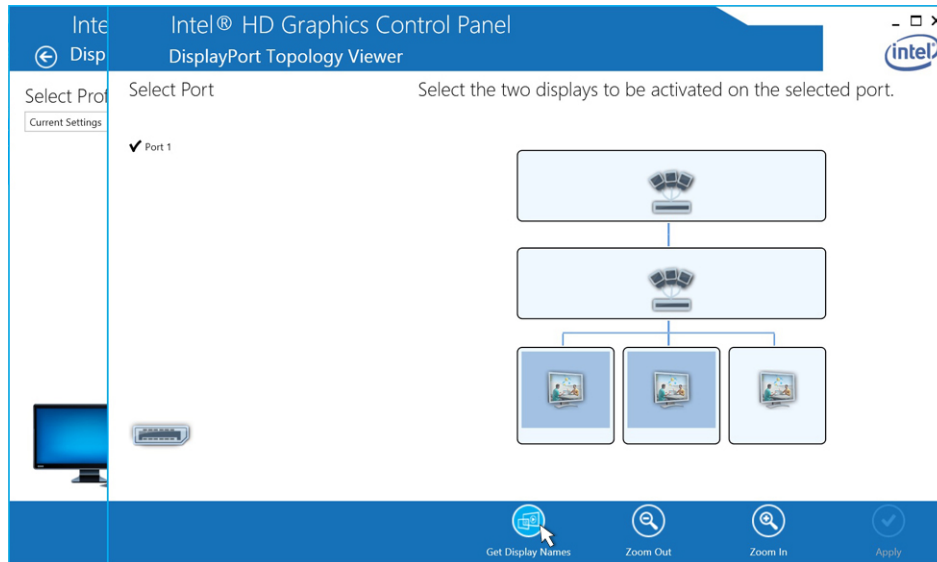 Inte
Disp
Select Prof
Current Settings
Intel® HD Graphics Control Panel
DisplayPort Topology Viewer
intel
Select Port
Select the two displays to be activated on the selected port.
Port 1
Get Display Names
Zoom Out
Zoom In
Apply